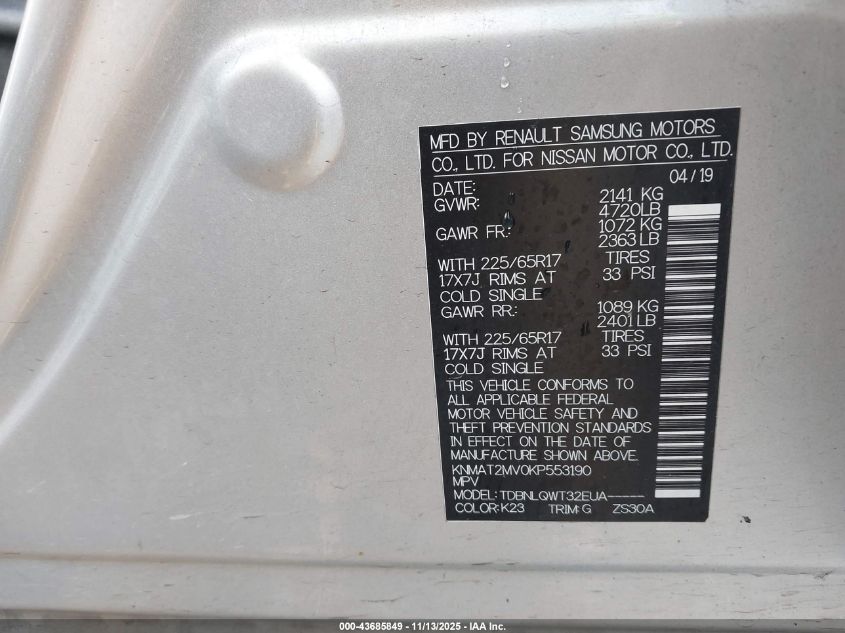 MFD BY RENAULT SAMSUNG MOTORS
CO., LTD. FOR NISSAN MOTOR CO., LTD.
DATE: 04/19
GVWR: 2141 KG
4720LB
GAWR FR: 1072 KG
2363 LB
WITH 225/65R17 TIRES
17X7J RIMS AT 33 PSI
COLD SINGLE
GAWR RR: 1089 KG
2401LB
WITH 225/65R17 TIRES
17X7J RIMS AT 33 PSI
COLD SINGLE
THIS VEHICLE CONFORMS TO
ALL APPLICABLE FEDERAL
MOTOR VEHICLE SAFETY AND
THEFT PREVENTION STANDARDS
IN EFFECT ON THE DATE OF
MANUFACTURE SHOWN ABOVE.
KNMAT2MV0KP553190
MPV
MODEL: TDBNLQWT32EUA-----
COLOR: K23 TRIM: G ZS30A
000-43685849 - 11/13/2025 - IAA Inc.